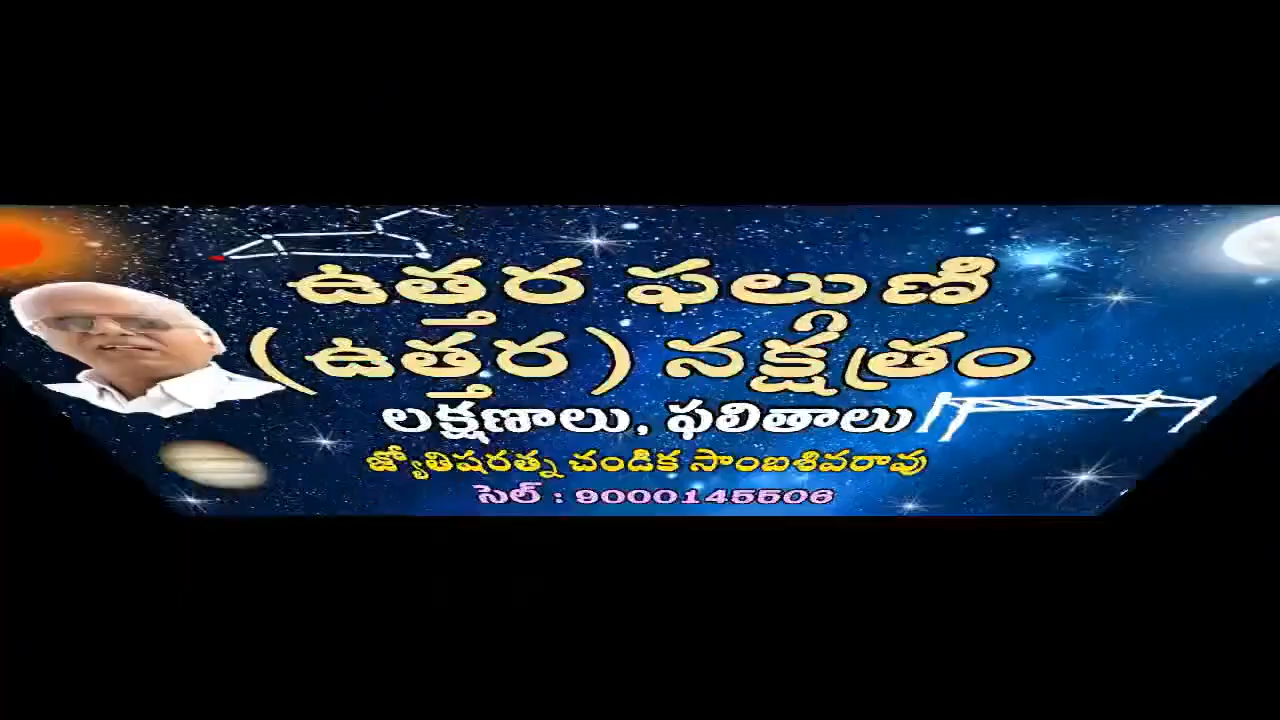 ఉత్తర ఫల్గుణి
(ఉత్తర) నక్షత్రం
లక్షణాలు, ఫలితాలు
జ్యోతిషరత్న చండిక సాంబశివరావు
సెల్ : 9000145506